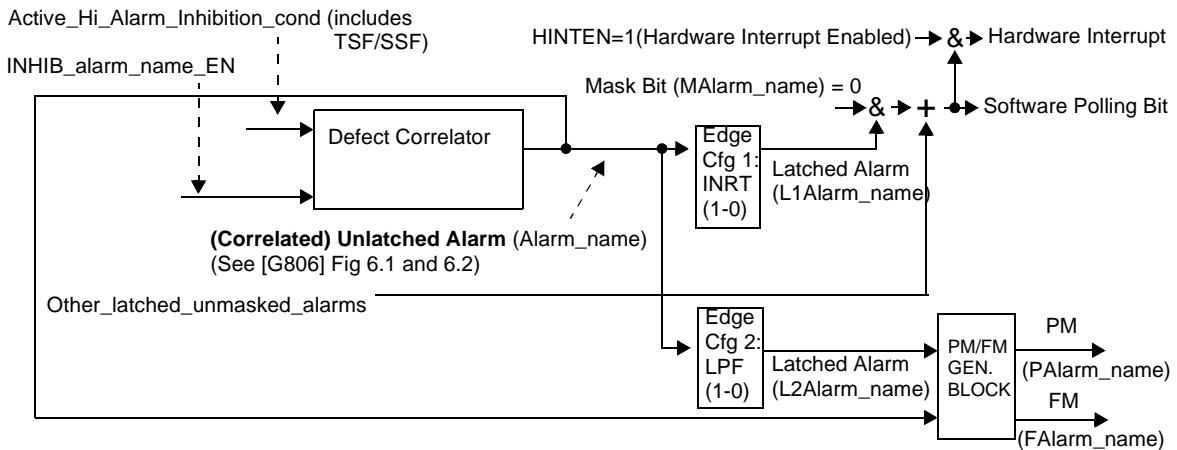 Active_Hi_Alarm_Inhibition_cond (includes
TSF/SSF)
INHIB_alarm_name_EN
HINTEN=1(Hardware Interrupt Enabled)
&
Hardware Interrupt
Mask Bit (MAlarm_name) = 0
&
+
Software Polling Bit
Defect Correlator
Edge
Cfg 1:
INRT
(1-0)
Latched Alarm
(L1Alarm_name)
(Correlated) Unlatched Alarm (Alarm_name)
(See [G806] Fig 6.1 and 6.2)
Other_latched_unmasked_alarms
Edge
Cfg 2:
LPF
(1-0)
Latched Alarm
(L2Alarm_name)
PM/FM
GEN.
BLOCK
PM
(PAlarm_name)
FM
(FAlarm_name)